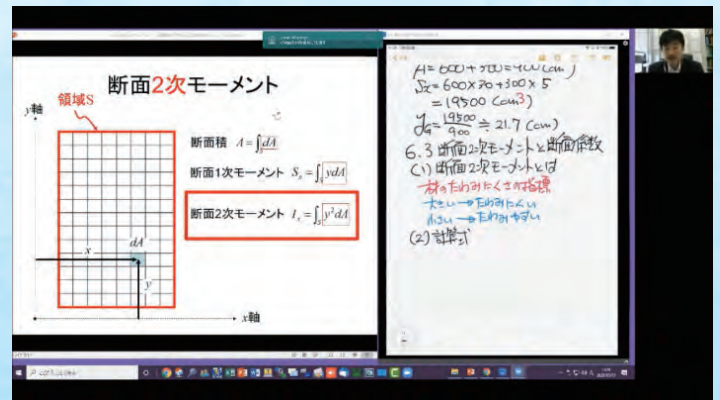 断面2次モーメント
領域S
y軸
断面積 A=∫dA
断面1次モーメント Sx=∫ydA
断面2次モーメント Ix=∫s y²dA
dA
x
y
x軸
A=600+300=900(cm²)
Sx=600×30+300×5
=19500(cm3)
yG=19500/900≒21.7(cm)
6.3 断面2次モーメントと断面係数
(1)断面2次モーメントとは
材のたわみにくさの指標
大きい→たわみにくい
小さい→たわみやすい
(2)計算式